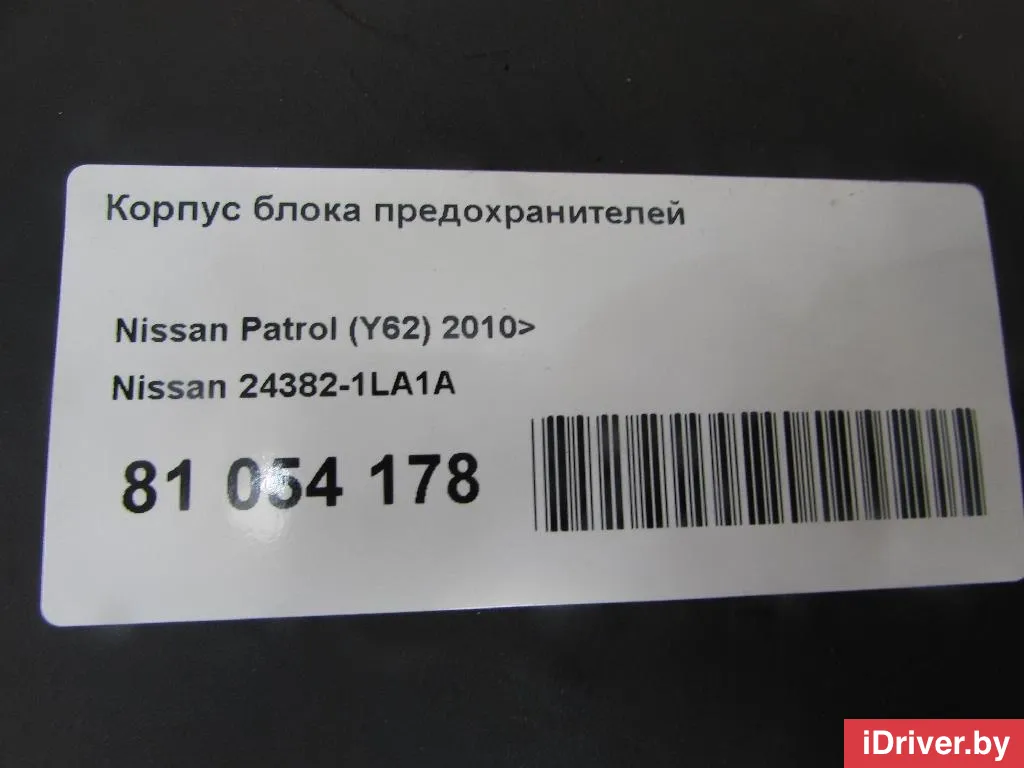 Корпус блока предохранителей
Nissan Patrol (Y62) 2010>
Nissan 24382-1LA1A
81 054 178
iDriver.by